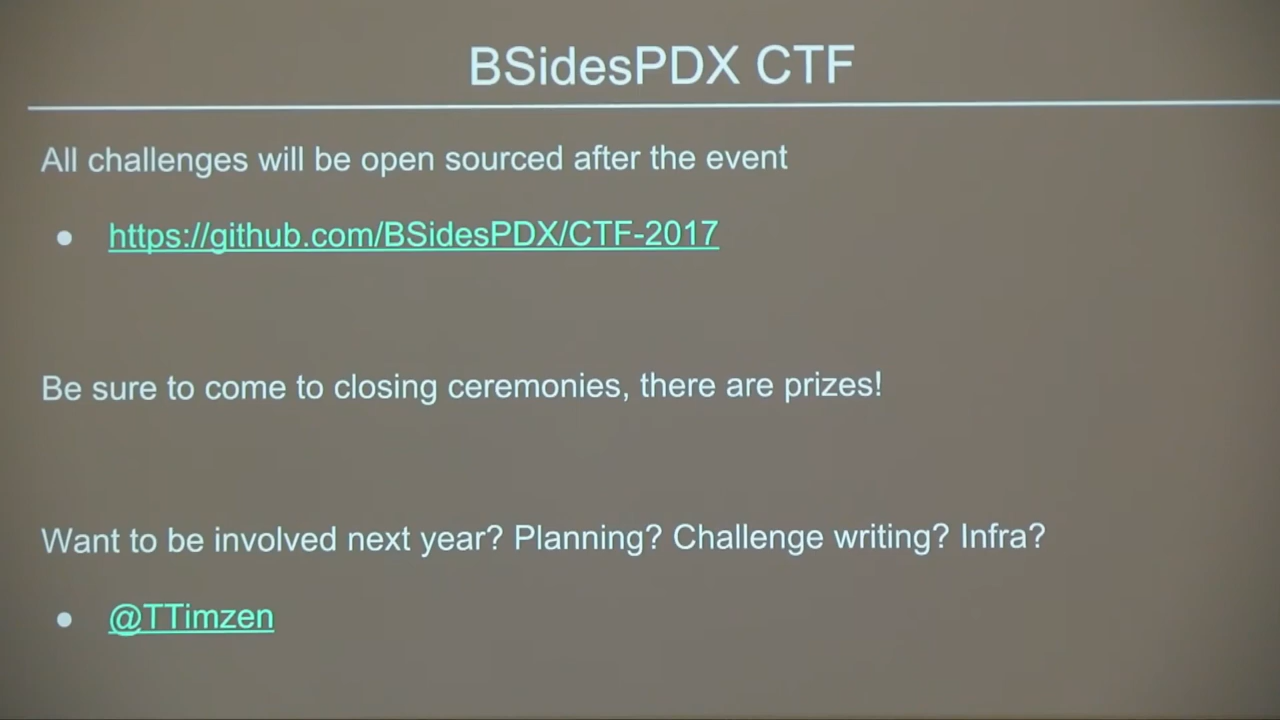 BSidesPDX CTF
All challenges will be open sourced after the event
● https://github.com/BSidesPDX/CTF-2017
Be sure to come to closing ceremonies, there are prizes!
Want to be involved next year? Planning? Challenge writing? Infra?
● @TTimzen